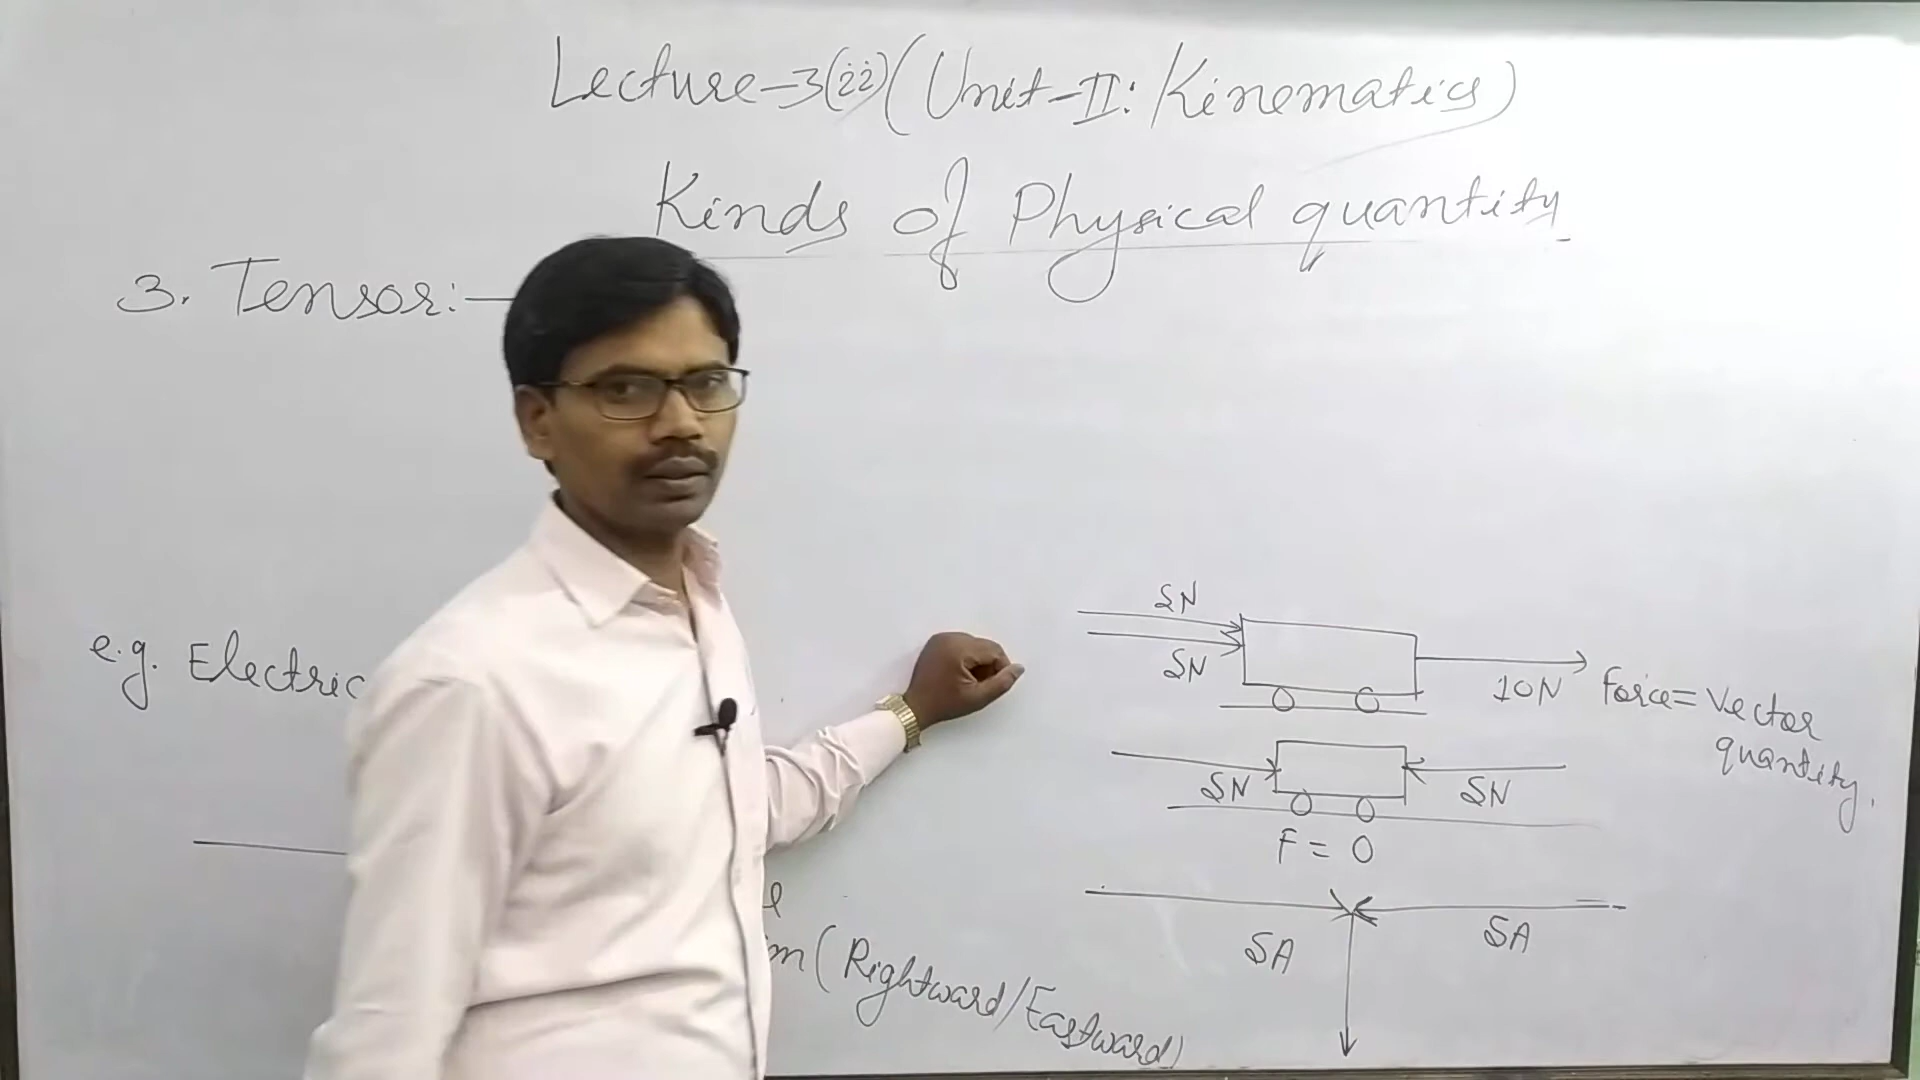 Lecture-3(ii)(Unit-II: Kinematics)
Kinds of Physical quantity
3. Tensor:-
e.g. Electric
5N
5N
10N
Force = Vector
quantity.
5N
5N
F = 0
5A
5A
(Rightward/Eastward)